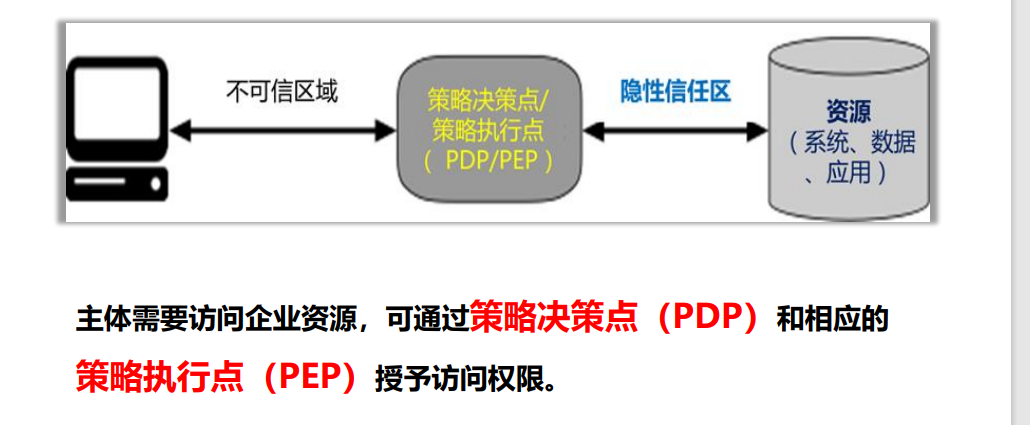 不可信区域
策略决策点/
策略执行点
（ PDP/PEP ）
隐性信任区
资源
（系统、数据
、应用）
主体需要访问企业资源，可通过策略决策点（PDP）和相应的
策略执行点（PEP）授予访问权限。